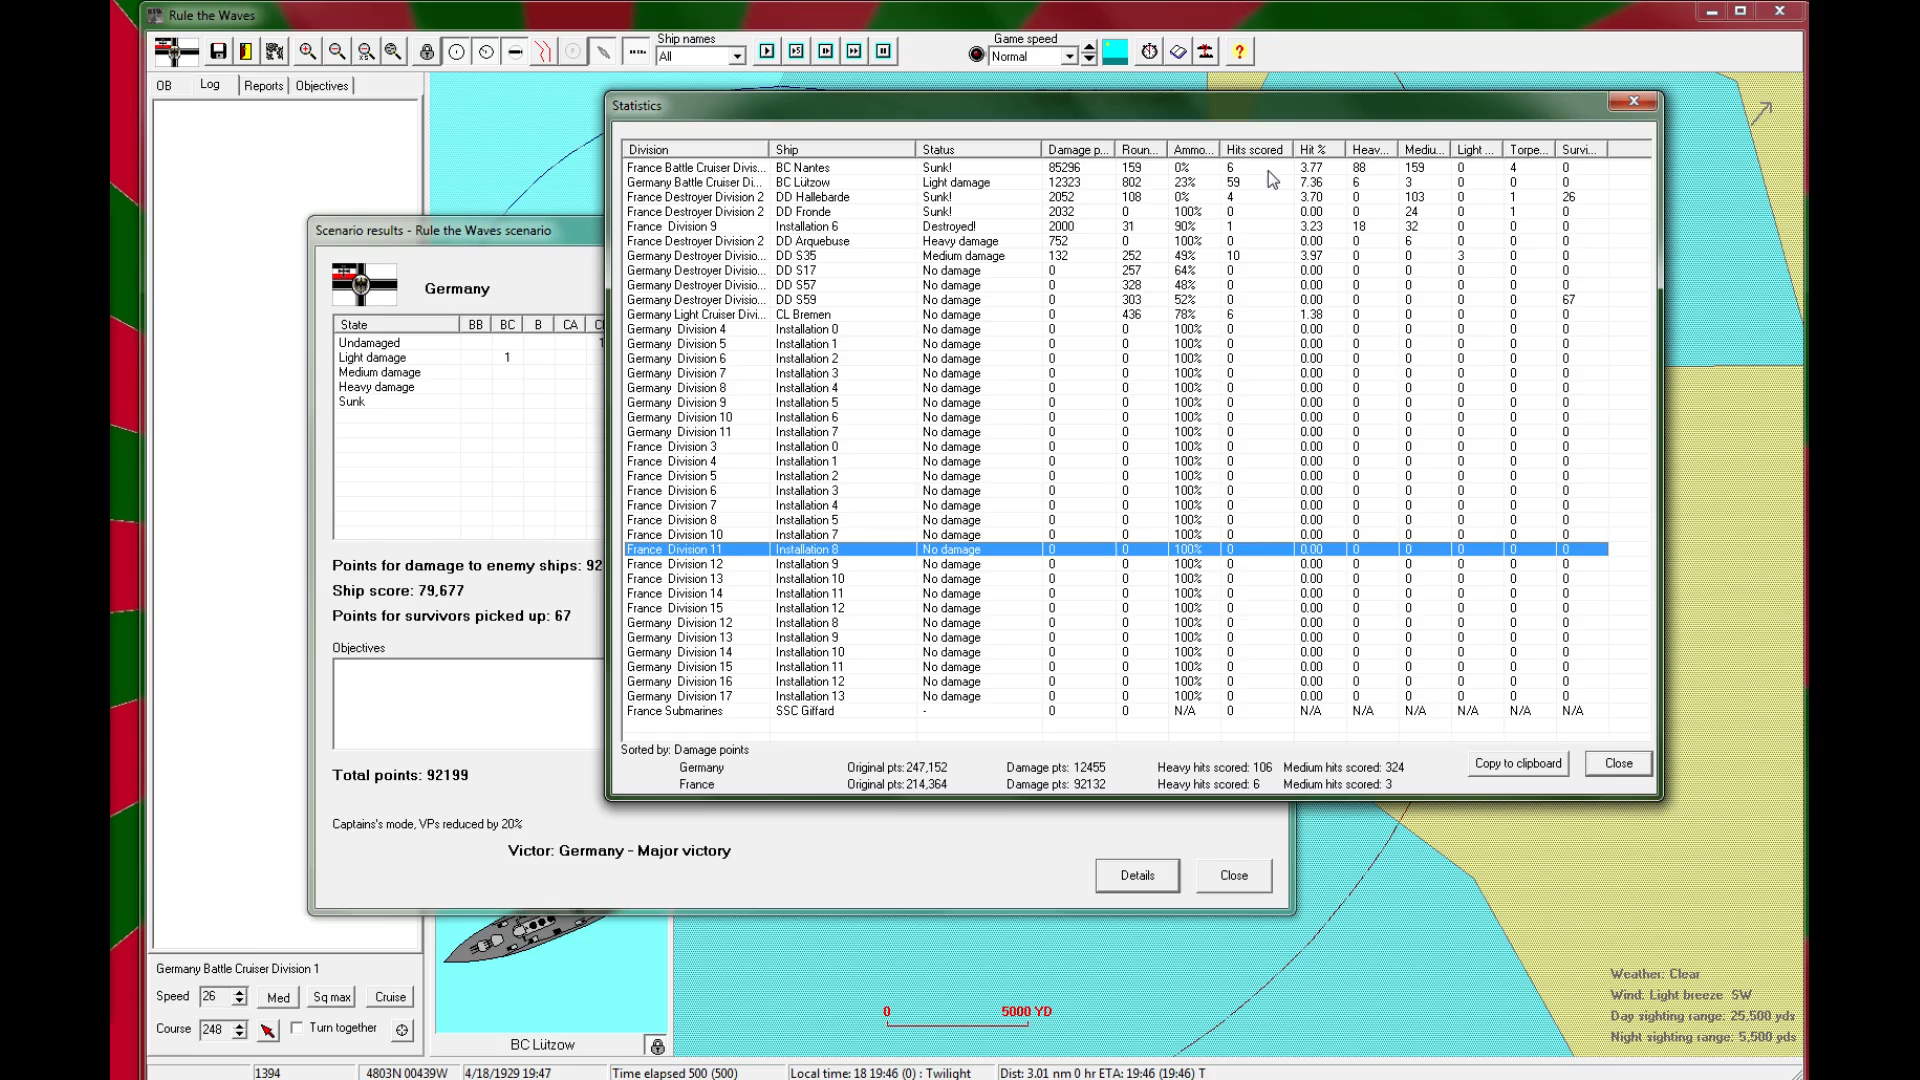 Rule the Waves
Ship names
All
Game speed
Normal
OB Log Reports Objectives
Statistics
Division Ship Status Damage p... Roun... Ammo... Hits scored Hit % Heav... Mediu... Light ... Torpe... Survi...
France Battle Cruiser Divis... BC Nantes Sunk! 85296 159 0% 6 3.77 88 159 0 4 0
Germany Battle Cruiser Di... BC Lützow Light damage 12323 802 23% 59 7.36 6 3 0 0 0
France Destroyer Division 2 DD Hallebarde Sunk! 2052 108 0% 4 3.70 0 103 0 1 26
France Destroyer Division 2 DD Fronde Sunk! 2032 0 100% 0 0.00 0 24 0 1 0
France Division 9 Installation 6 Destroyed! 2000 31 90% 1 3.23 18 32 0 0 0
France Destroyer Division 2 DD Arquebuse Heavy damage 752 0 100% 0 0.00 0 6 0 0 0
Germany Destroyer Divisio... DD S35 Medium damage 132 252 49% 10 3.97 0 0 3 0 0
Germany Destroyer Divisio... DD S17 No damage 0 257 64% 0 0.00 0 0 0 0 0
Germany Destroyer Divisio... DD S57 No damage 0 328 48% 0 0.00 0 0 0 0 0
Germany Destroyer Divisio... DD S59 No damage 0 303 52% 0 0.00 0 0 0 0 67
Germany Light Cruiser Divi... CL Bremen No damage 0 436 78% 6 1.38 0 0 0 0 0
Germany Division 4 Installation 0 No damage 0 0 100% 0 0.00 0 0 0 0 0
Germany Division 5 Installation 1 No damage 0 0 100% 0 0.00 0 0 0 0 0
Germany Division 6 Installation 2 No damage 0 0 100% 0 0.00 0 0 0 0 0
Germany Division 7 Installation 3 No damage 0 0 100% 0 0.00 0 0 0 0 0
Germany Division 8 Installation 4 No damage 0 0 100% 0 0.00 0 0 0 0 0
Germany Division 9 Installation 5 No damage 0 0 100% 0 0.00 0 0 0 0 0
Germany Division 10 Installation 6 No damage 0 0 100% 0 0.00 0 0 0 0 0
Germany Division 11 Installation 7 No damage 0 0 100% 0 0.00 0 0 0 0 0
France Division 3 Installation 0 No damage 0 0 100% 0 0.00 0 0 0 0 0
France Division 4 Installation 1 No damage 0 0 100% 0 0.00 0 0 0 0 0
France Division 5 Installation 2 No damage 0 0 100% 0 0.00 0 0 0 0 0
France Division 6 Installation 3 No damage 0 0 100% 0 0.00 0 0 0 0 0
France Division 7 Installation 4 No damage 0 0 100% 0 0.00 0 0 0 0 0
France Division 8 Installation 5 No damage 0 0 100% 0 0.00 0 0 0 0 0
France Division 10 Installation 7 No damage 0 0 100% 0 0.00 0 0 0 0 0
France Division 11 Installation 8 No damage 0 0 100% 0 0.00 0 0 0 0 0
France Division 12 Installation 9 No damage 0 0 100% 0 0.00 0 0 0 0 0
France Division 13 Installation 10 No damage 0 0 100% 0 0.00 0 0 0 0 0
France Division 14 Installation 11 No damage 0 0 100% 0 0.00 0 0 0 0 0
France Division 15 Installation 12 No damage 0 0 100% 0 0.00 0 0 0 0 0
Germany Division 12 Installation 8 No damage 0 0 100% 0 0.00 0 0 0 0 0
Germany Division 13 Installation 9 No damage 0 0 100% 0 0.00 0 0 0 0 0
Germany Division 14 Installation 10 No damage 0 0 100% 0 0.00 0 0 0 0 0
Germany Division 15 Installation 11 No damage 0 0 100% 0 0.00 0 0 0 0 0
Germany Division 16 Installation 12 No damage 0 0 100% 0 0.00 0 0 0 0 0
Germany Division 17 Installation 13 No damage 0 0 100% 0 0.00 0 0 0 0 0
France Submarines SSC Giffard - 0 0 N/A 0 N/A N/A N/A N/A N/A N/A
Sorted by: Damage points
Germany Original pts: 247,152 Damage pts: 12455 Heavy hits scored: 106 Medium hits scored: 324
France Original pts: 214,364 Damage pts: 92132 Heavy hits scored: 6 Medium hits scored: 3
Copy to clipboard Close
Scenario results - Rule the Waves scenario
Germany
State BB BC B CA
Undamaged
Light damage 1
Medium damage
Heavy damage
Sunk
Points for damage to enemy ships: 92
Ship score: 79,677
Points for survivors picked up: 67
Objectives
Total points: 92199
Captains's mode, VPs reduced by 20%
Victor: Germany - Major victory
Details Close
Germany Battle Cruiser Division 1
Speed 26 Med Sq max Cruise
Course 248 Turn together
BC Lützow
0 5000 YD
Weather: Clear
Wind: Light breeze SW
Day sighting range: 25,500 yds
Night sighting range: 5,500 yds
1394 4803N 00439W 4/18/1929 19:47 Time elapsed 500 (500) Local time: 18 19:46 (0) : Twilight Dist: 3.01 nm 0 hr ETA: 19:46 (19:46) T